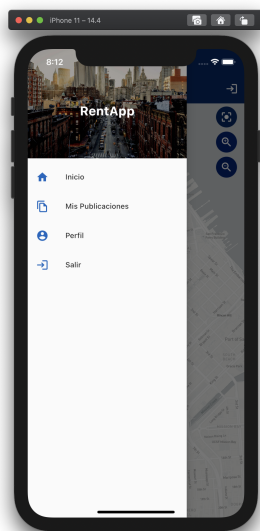 iPhone 11 – 14.4
8:12
RentApp
Inicio
Mis Publicaciones
Perfil
Salir